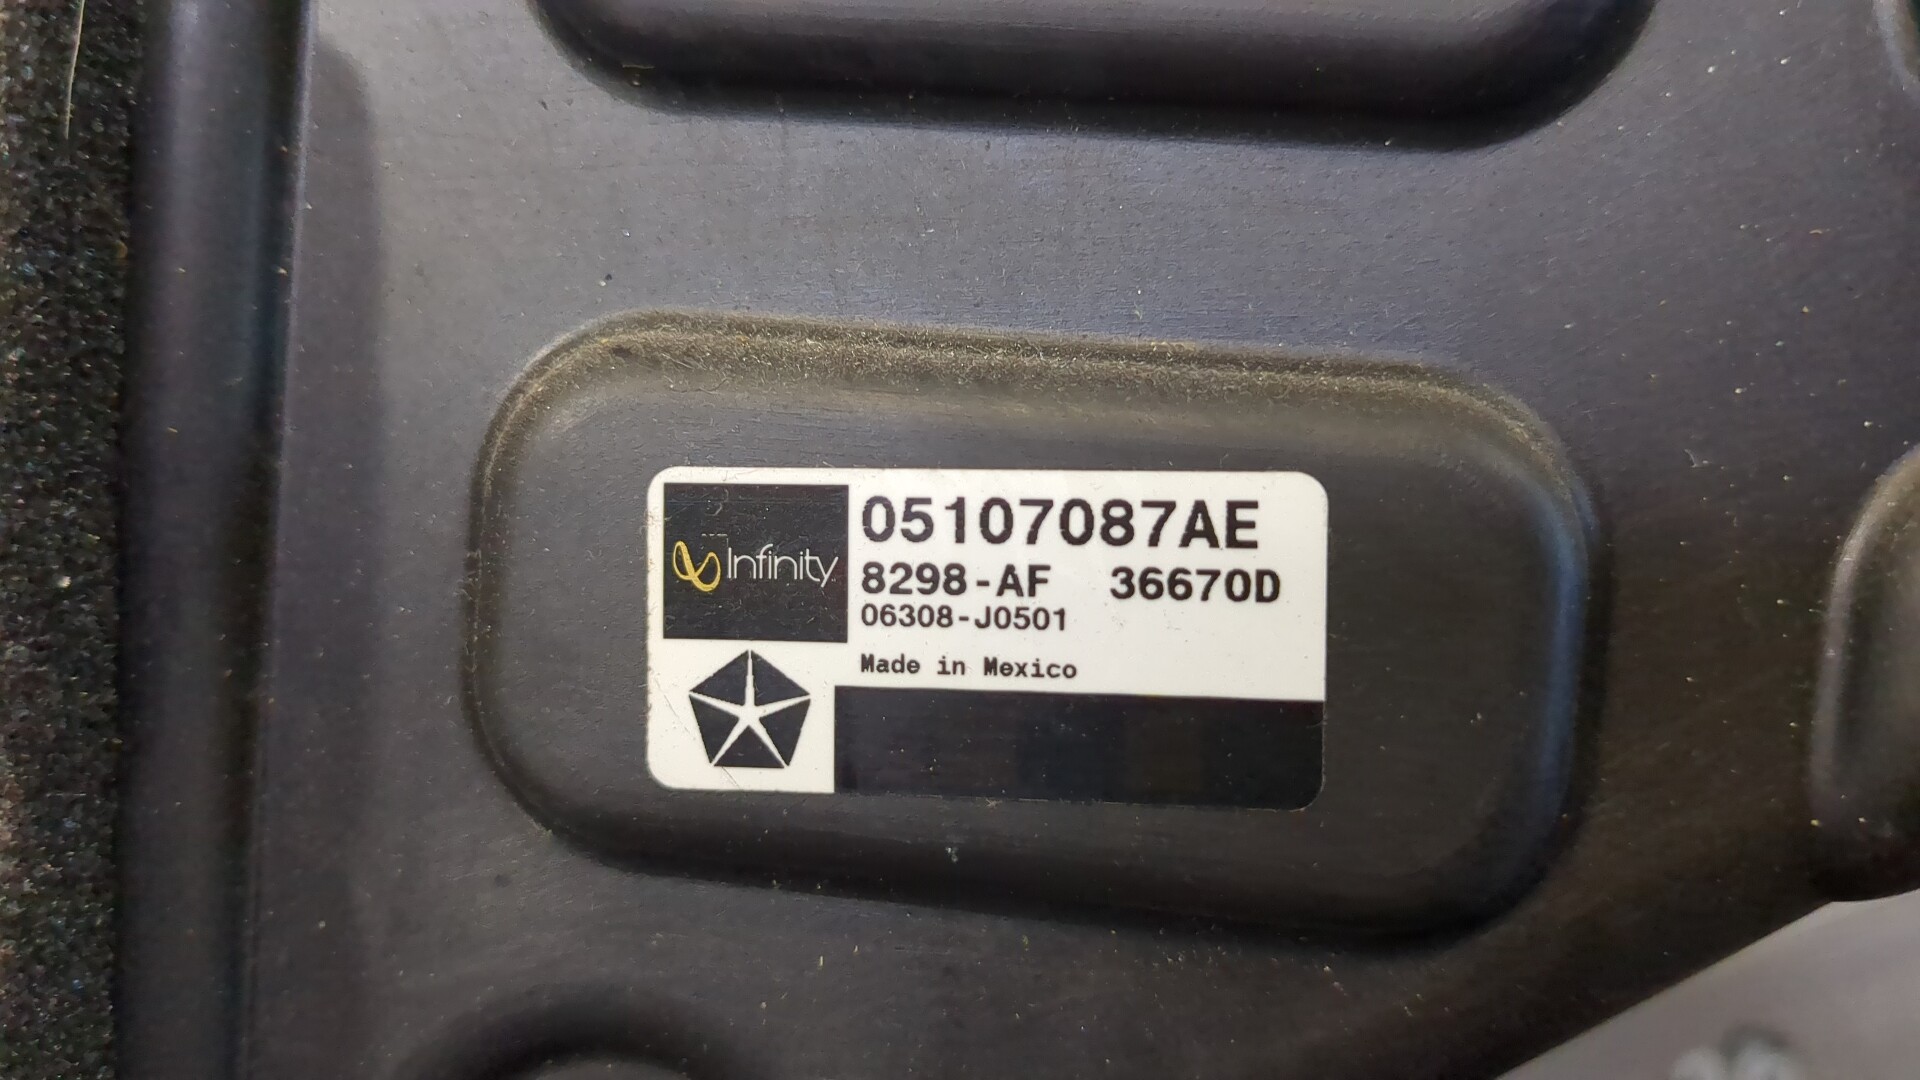 Infinity
05107087AE
8298-AF 36670D
06308-J0501
Made in Mexico